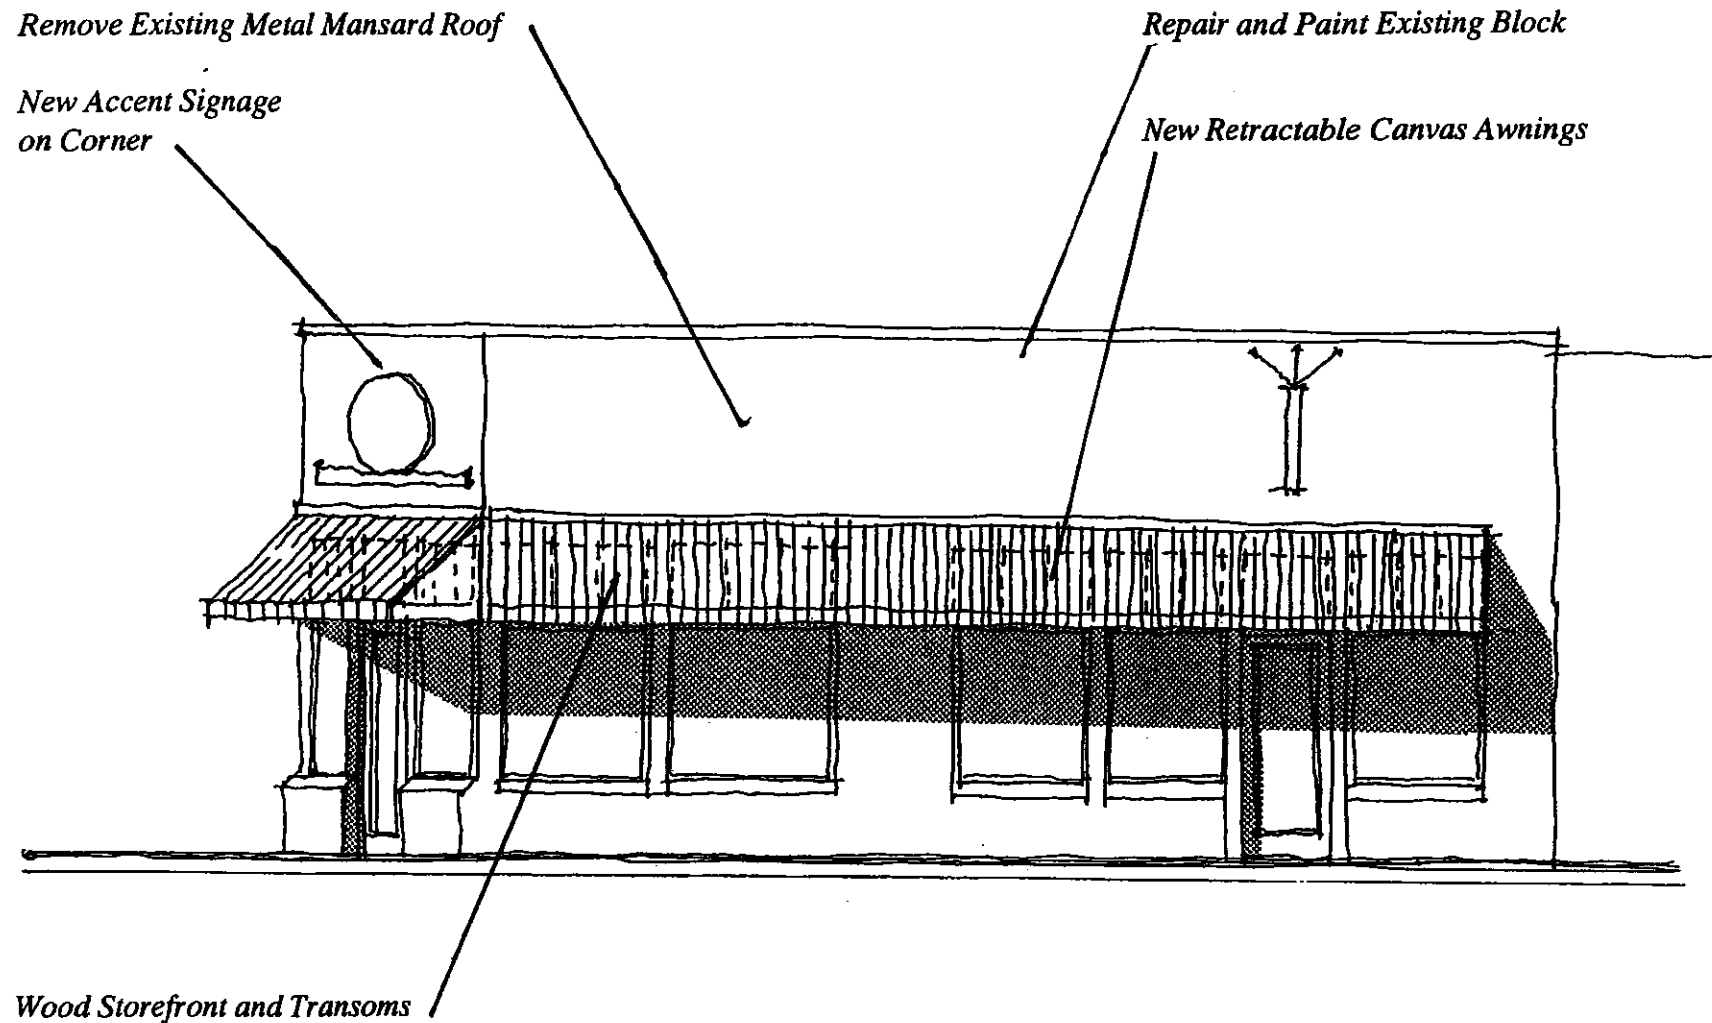 Remove Existing Metal Mansard Roof
Repair and Paint Existing Block
New Accent Signage
on Corner
New Retractable Canvas Awnings
Wood Storefront and Transoms